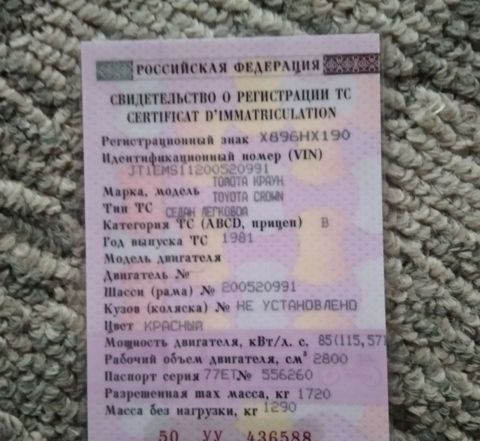 РОССИЙСКАЯ ФЕДЕРАЦИЯ
СВИДЕТЕЛЬСТВО О РЕГИСТРАЦИИ ТС
CERTIFICAT D'IMMATRICULATION
Регистрационный знак Х896НХ190
Идентификационный номер (VIN)
JT1EMS11200520991
ТОЙОТА КРАУН
Марка, модель TOYOTA CROWN
Тип ТС СЕДАН ЛЕГКОВОЙ
Категория ТС (ABCD, прицеп) B
Год выпуска ТС 1981
Модель двигателя
Двигатель №
Шасси (рама) № 200520991
Кузов (коляска) № НЕ УСТАНОВЛЕНО
Цвет КРАСНЫЙ
Мощность двигателя, кВт/л. с. 85(115,57)
Рабочий объем двигателя, см³ 2800
Паспорт серия 77ЕТ№ 556260
Разрешенная max масса, кг 1720
Масса без нагрузки, кг 1290
50 УУ 436588